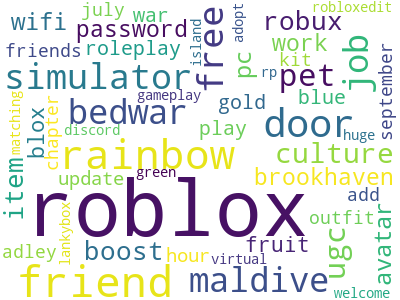 july war robux robloxedit
wifi password free adopt
friends roleplay island pc work job september
simulator pet kit rp
bedwar gameplay gold blue huge
blox chapter discord play door
matching item rainbow culture
update green brookhaven
roblox add avatar
adley lankybox boost hour fruit ugc outfit
friend maldive virtual welcome